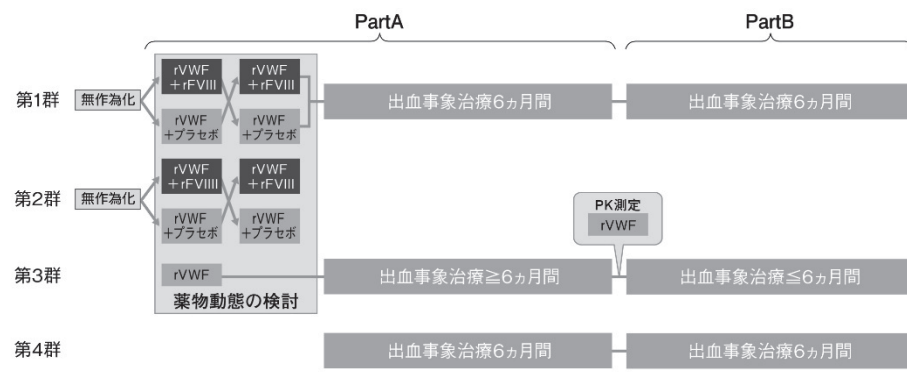 PartA
PartB
第1群
無作為化
rVWF
+rFVIII
rVWF
+rFVIII
rVWF
+プラセボ
rVWF
+プラセボ
出血事象治療6ヵ月間
出血事象治療6ヵ月間
第2群
無作為化
rVWF
+rFVIIII
rVWF
+rFVIII
rVWF
+プラセボ
rVWF
+プラセボ
PK測定
rVWF
第3群
rVWF
出血事象治療≧6ヵ月間
出血事象治療≦6ヵ月間
薬物動態の検討
第4群
出血事象治療6ヵ月間
出血事象治療6ヵ月間